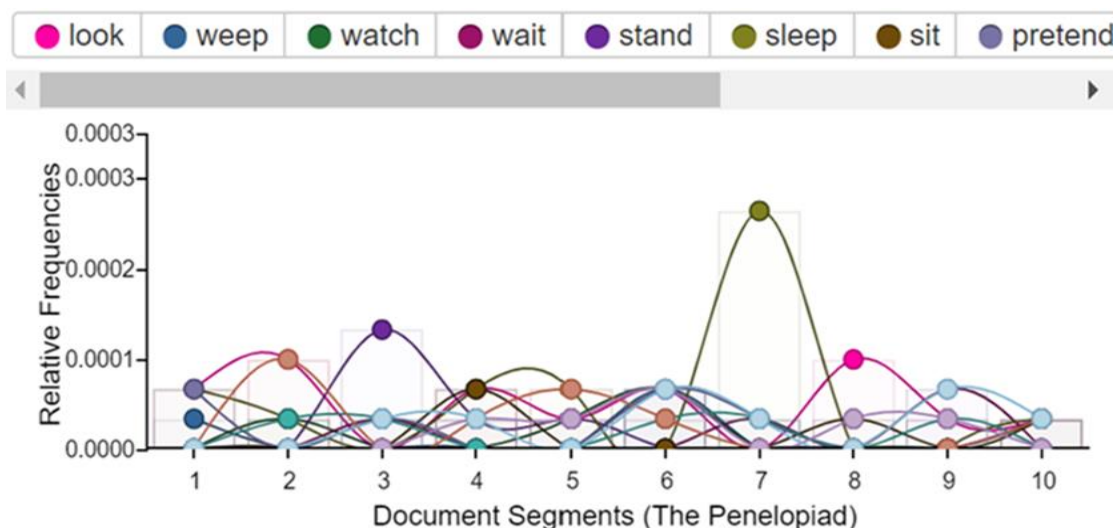 look weep watch wait stand sleep sit pretend
0.0003
0.0003
0.0002
0.0001
0.0000
Relative Frequencies
1 2 3 4 5 6 7 8 9 10
Document Segments (The Penelopiad)